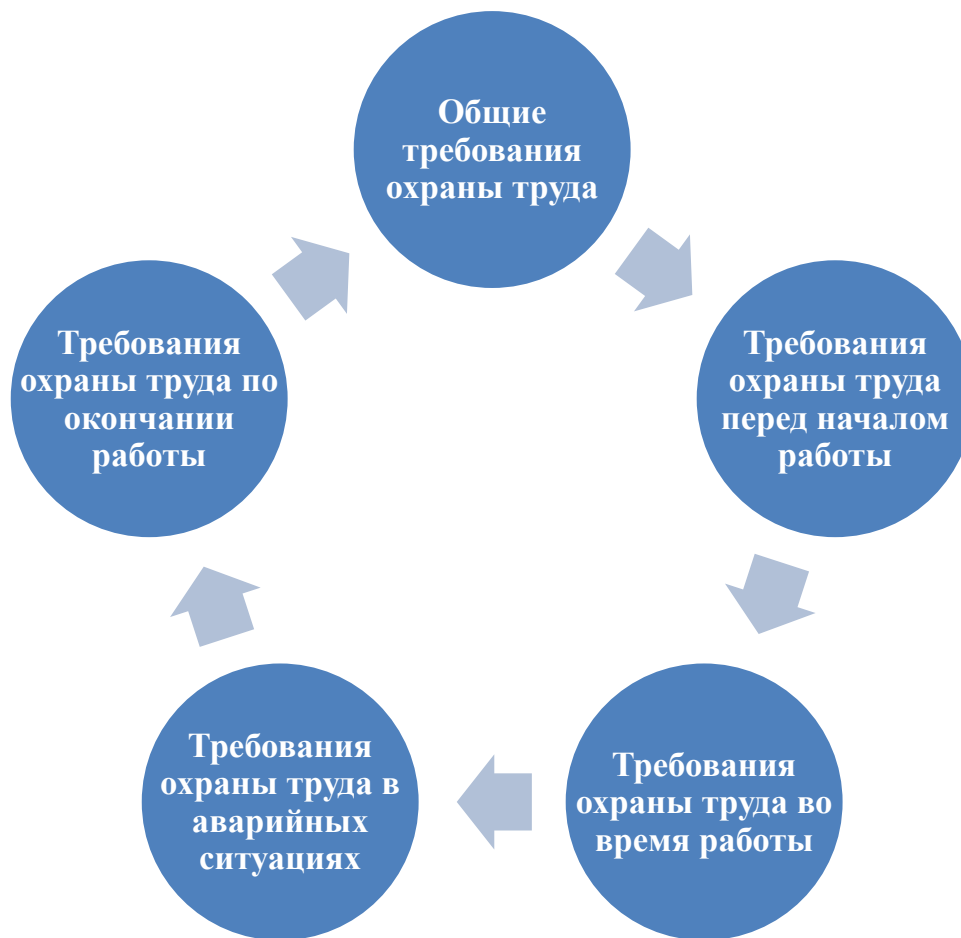 Общие
требования
охраны труда
Требования
охраны труда
перед началом
работы
Требования
охраны труда во
время работы
Требования
охраны труда в
аварийных
ситуациях
Требования
охраны труда по
окончании
работы